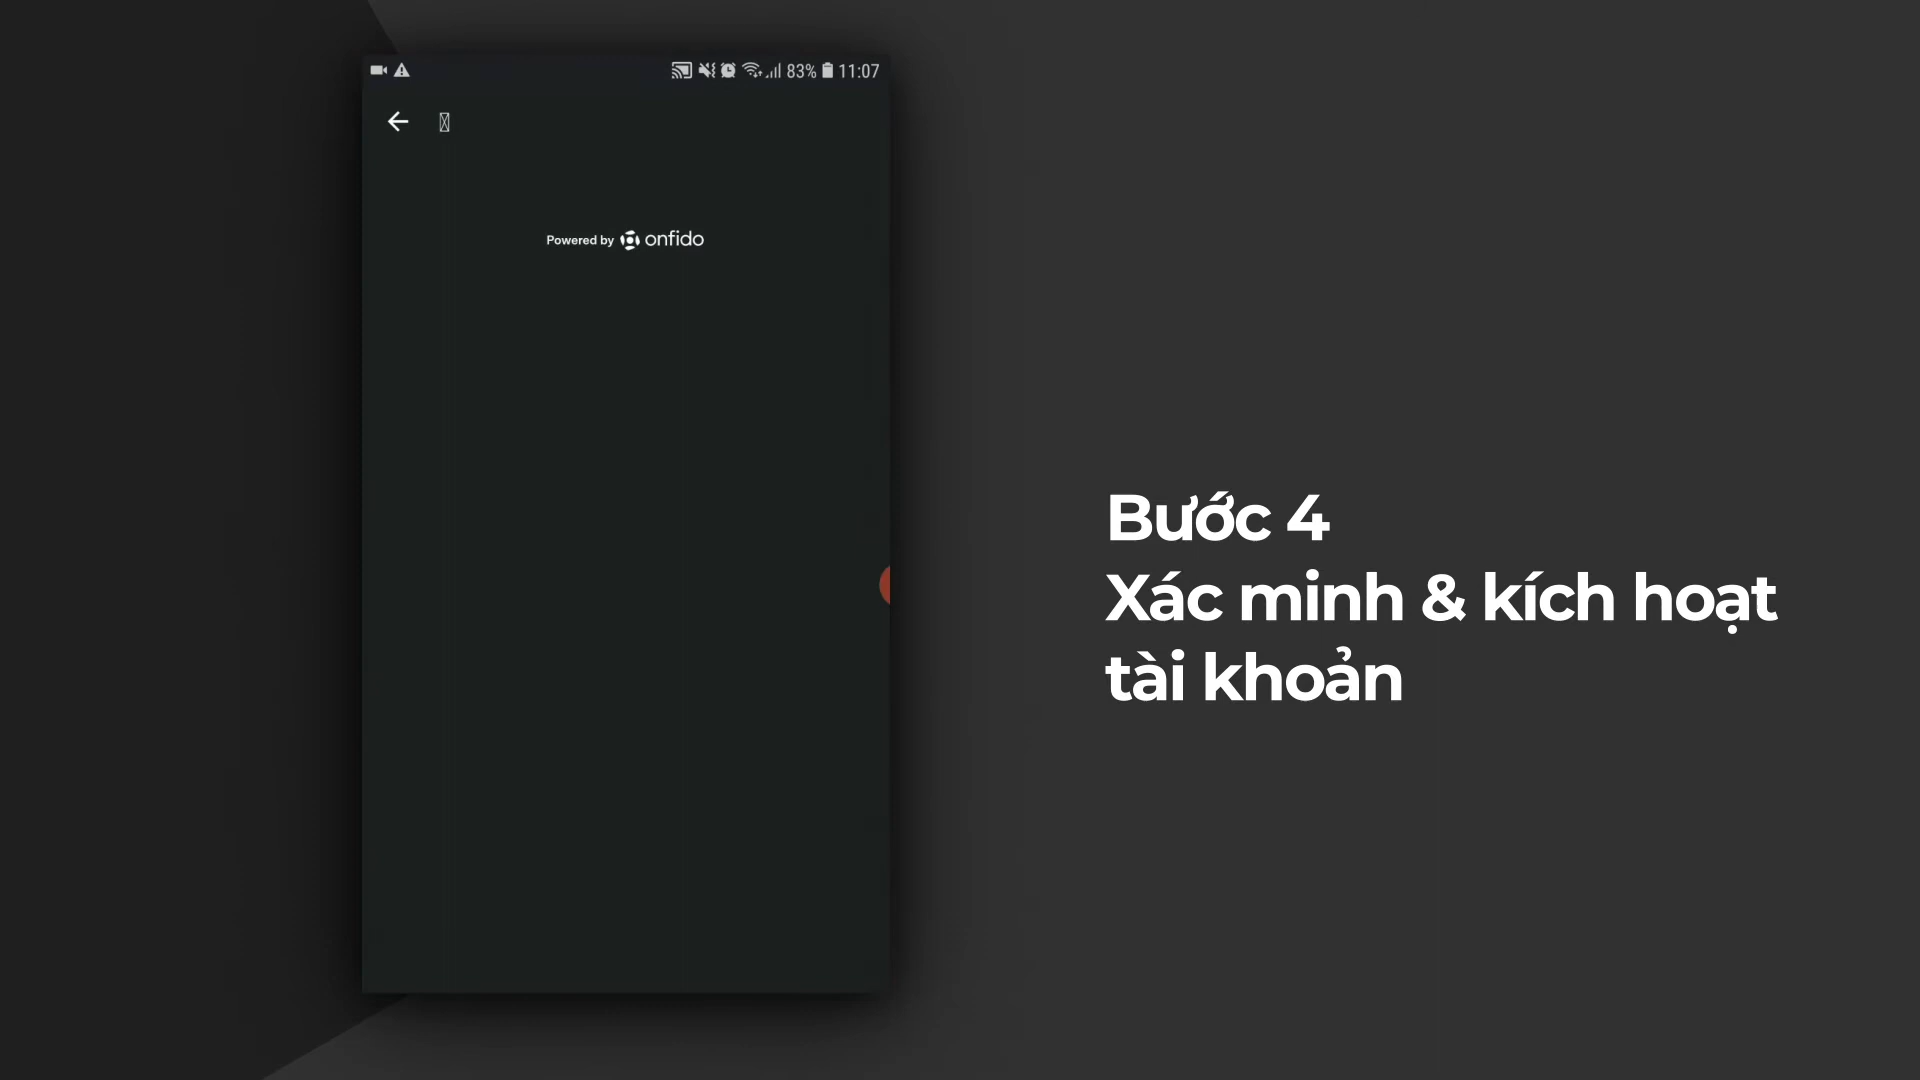 83% 11:07
Powered by onfido
Bước 4
Xác minh & kích hoạt
tài khoản